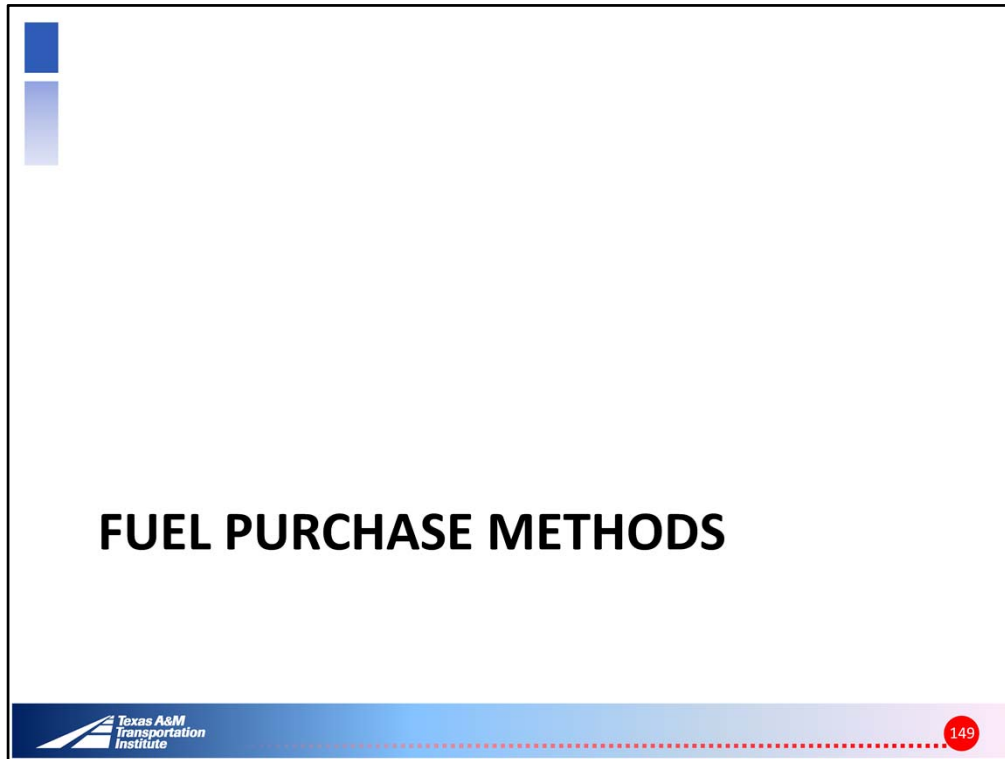 FUEL PURCHASE METHODS
Texas A&M
Transportation
Institute
149